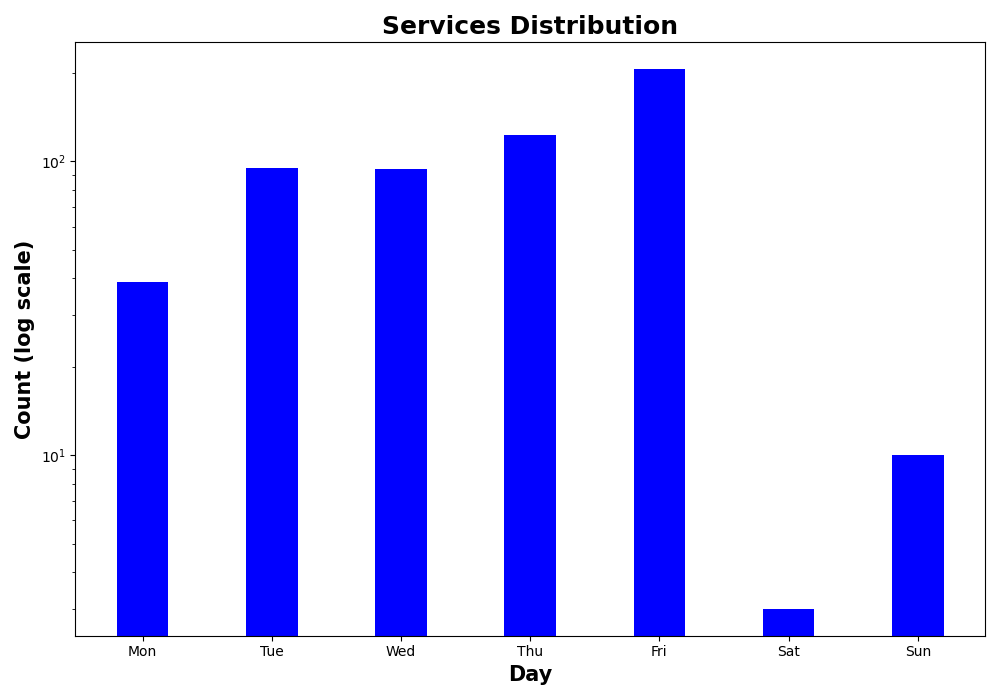 Services Distribution
Count (log scale)
10²
10¹
Mon Tue Wed Thu Fri Sat Sun
Day